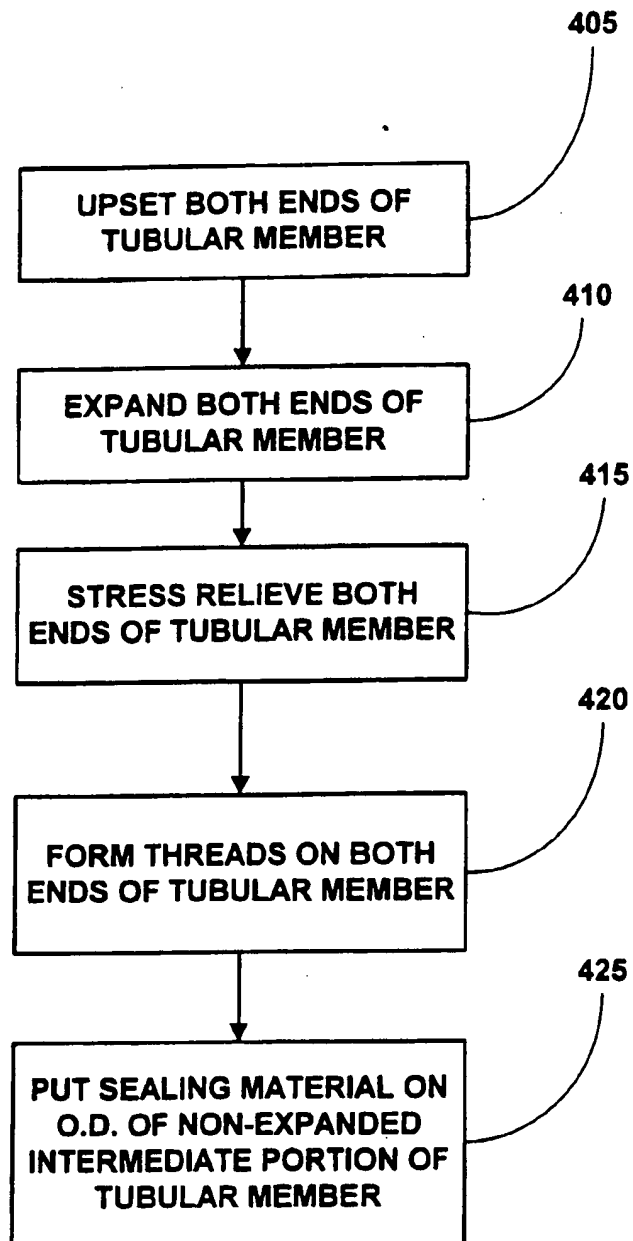 405
UPSET BOTH ENDS OF
TUBULAR MEMBER
410
EXPAND BOTH ENDS OF
TUBULAR MEMBER
415
STRESS RELIEVE BOTH
ENDS OF TUBULAR MEMBER
420
FORM THREADS ON BOTH
ENDS OF TUBULAR MEMBER
425
PUT SEALING MATERIAL ON
O.D. OF NON-EXPANDED
INTERMEDIATE PORTION OF
TUBULAR MEMBER